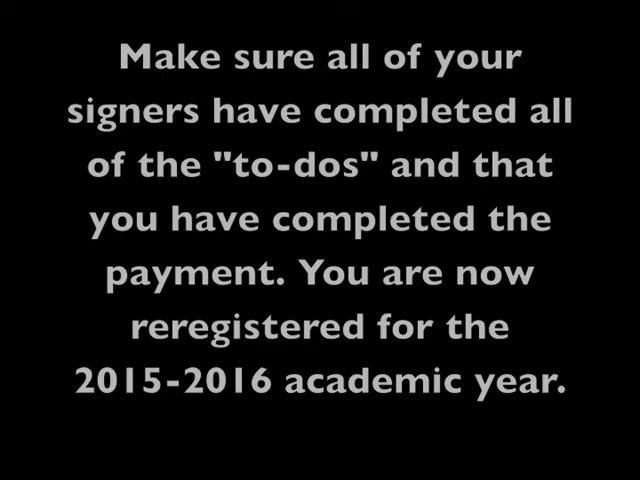 Make sure all of your
signers have completed all
of the "to-dos" and that
you have completed the
payment. You are now
reregistered for the
2015-2016 academic year.